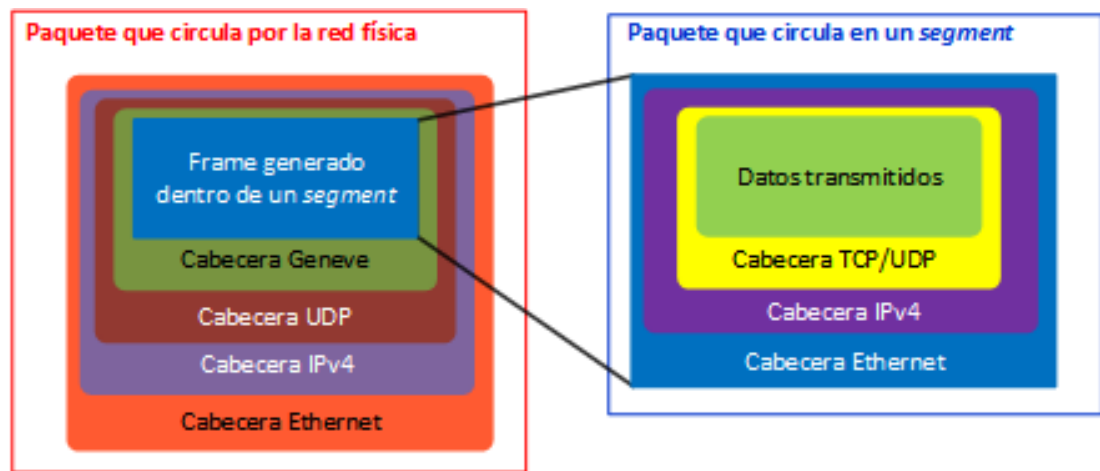 Paquete que circula por la red física
Frame generado
dentro de un segment
Cabecera Geneve
Cabecera UDP
Cabecera IPv4
Cabecera Ethernet
Paquete que circula en un segment
Datos transmitidos
Cabecera TCP/UDP
Cabecera IPv4
Cabecera Ethernet